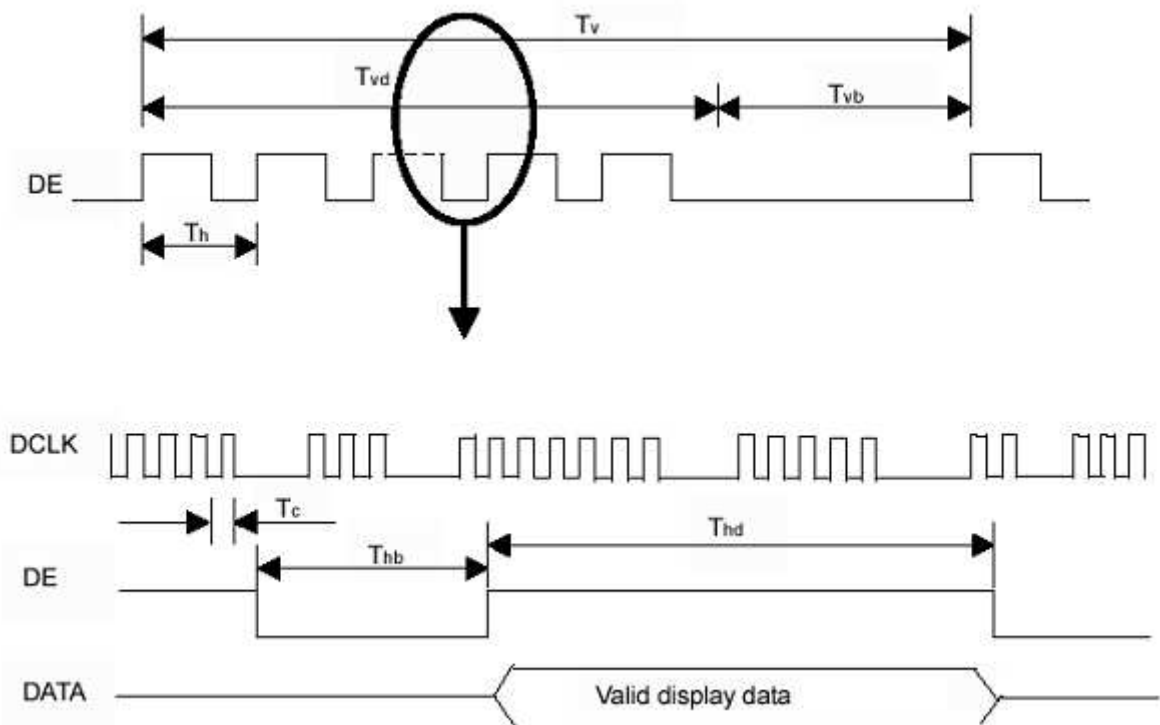 Tv
Tvd
Tvb
DE
Th
DCLK
Tc
Thd
Thb
DE
DATA
Valid display data